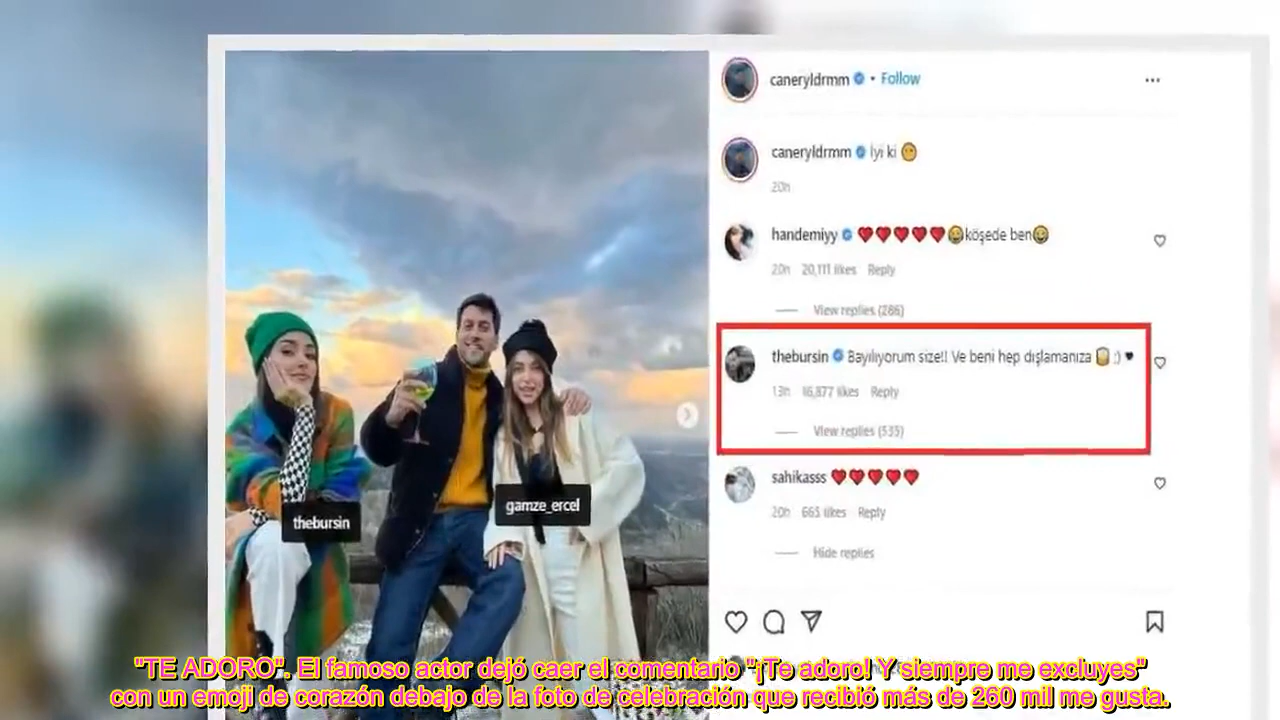 caneryldrmm • Follow
caneryldrmm İyi ki 😬
20h
handemiyy ❤️❤️❤️❤️❤️😂köşede ben😂
20h 20,111 likes Reply
View replies (286)
thebursin Bayılıyorum size!! Ve beni hep dışlamanıza 🍺 ;) 🖤
13h 16,877 likes Reply
View replies (535)
sahikasss ❤️❤️❤️❤️❤️
20h 665 likes Reply
Hide replies
thebursin
gamze_ercel
"TE ADORO". El famoso actor dejó caer el comentario "¡Te adoro! Y siempre me excluyes"
con un emoji de corazón debajo de la foto de celebración que recibió más de 260 mil me gusta.